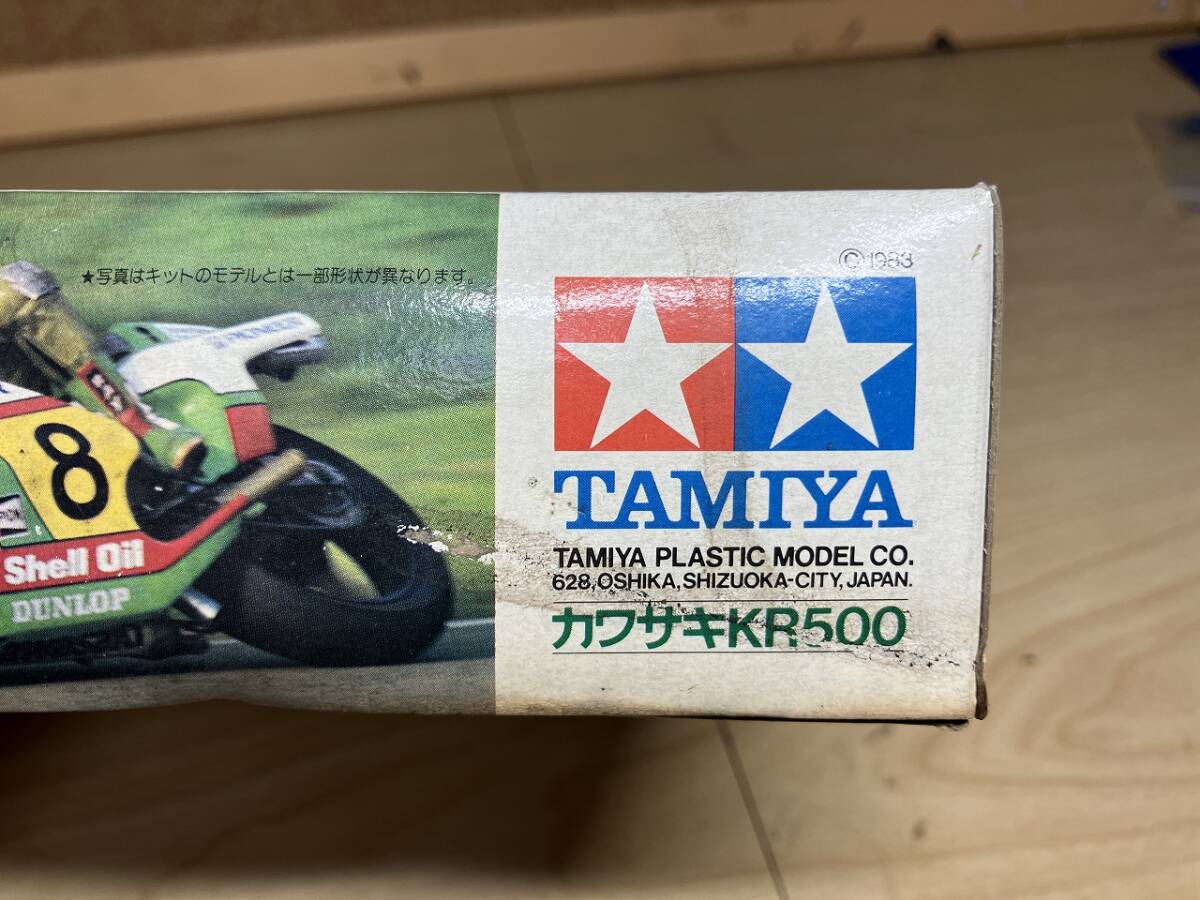 ★写真はキットのモデルとは一部形状が異なります。
PIONEER
8
Shell Oil
DUNLOP
©1983
TAMIYA
TAMIYA PLASTIC MODEL CO.
628,OSHIKA,SHIZUOKA-CITY,JAPAN.
カワサキKR500